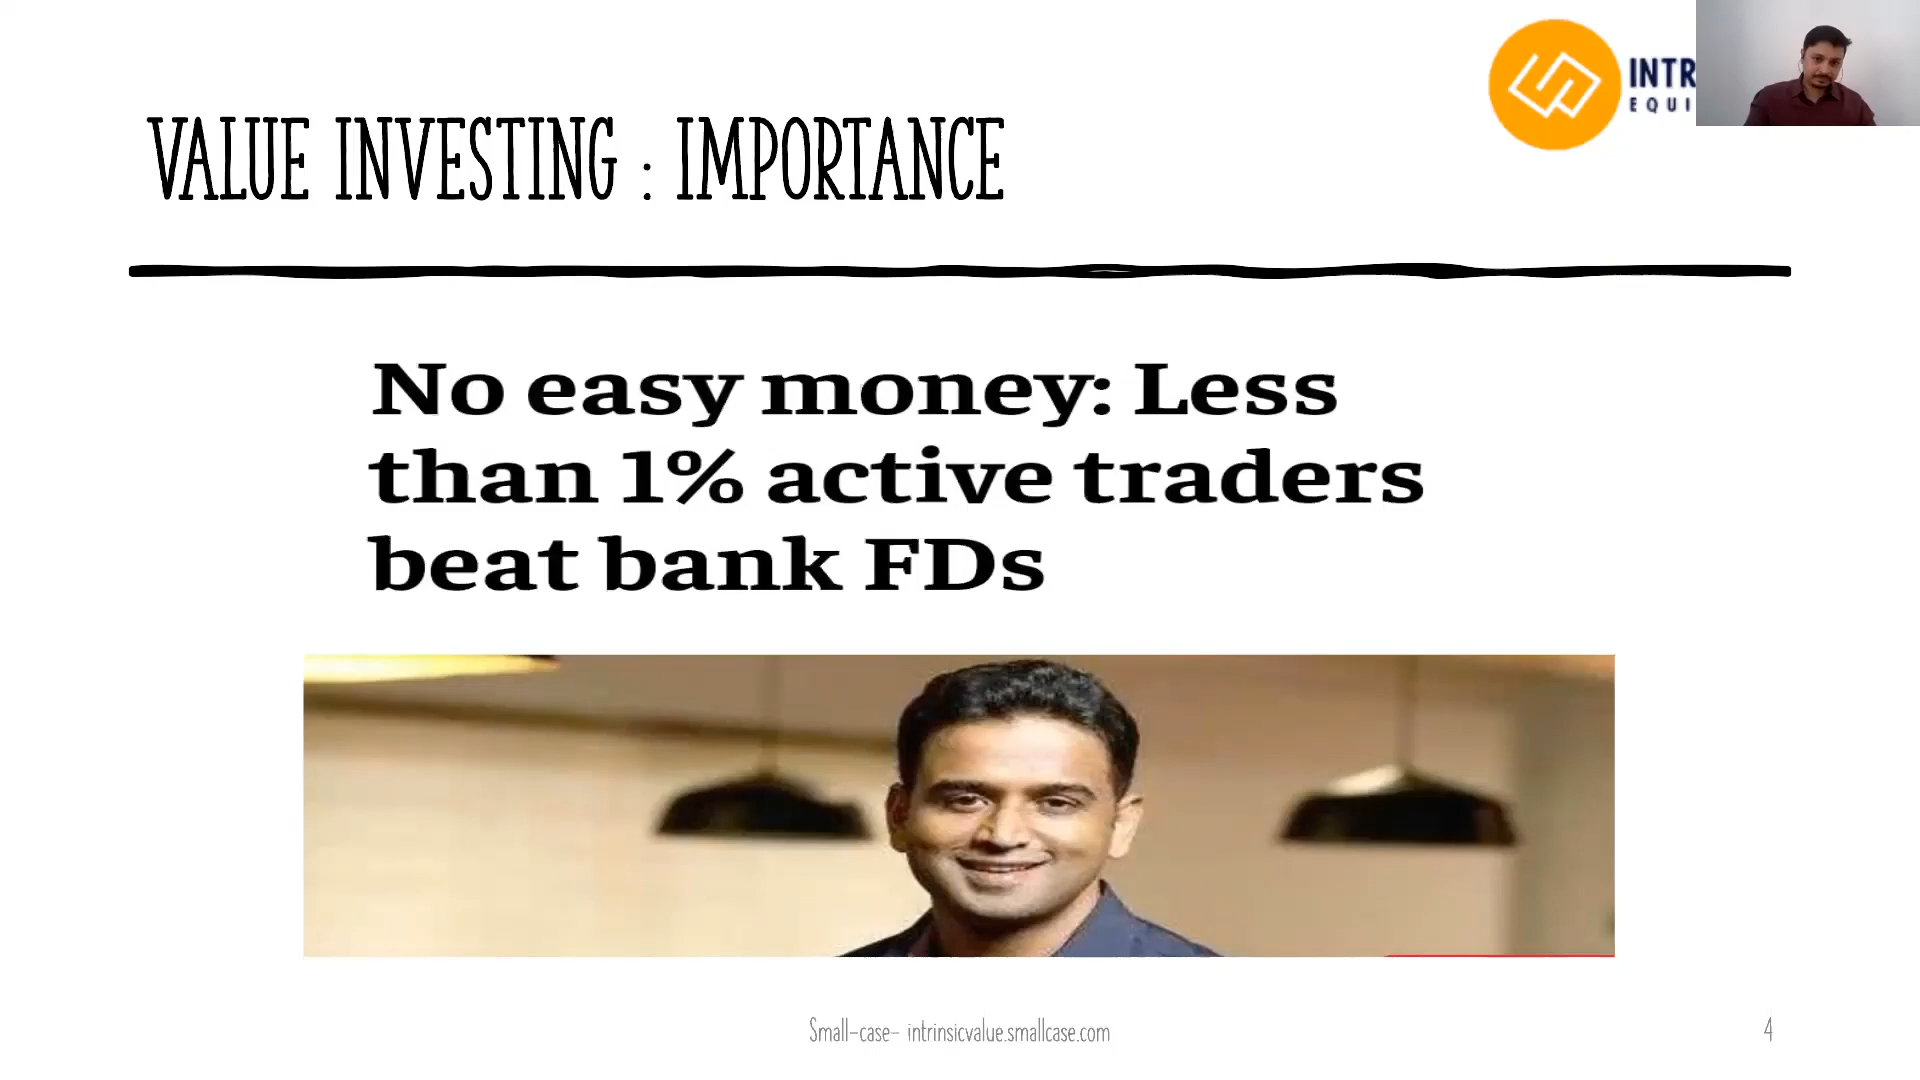 INTR
EQUI
VALUE INVESTING : IMPORTANCE
No easy money: Less
than 1% active traders
beat bank FDs
Small-case- intrinsicvalue.smallcase.com
4